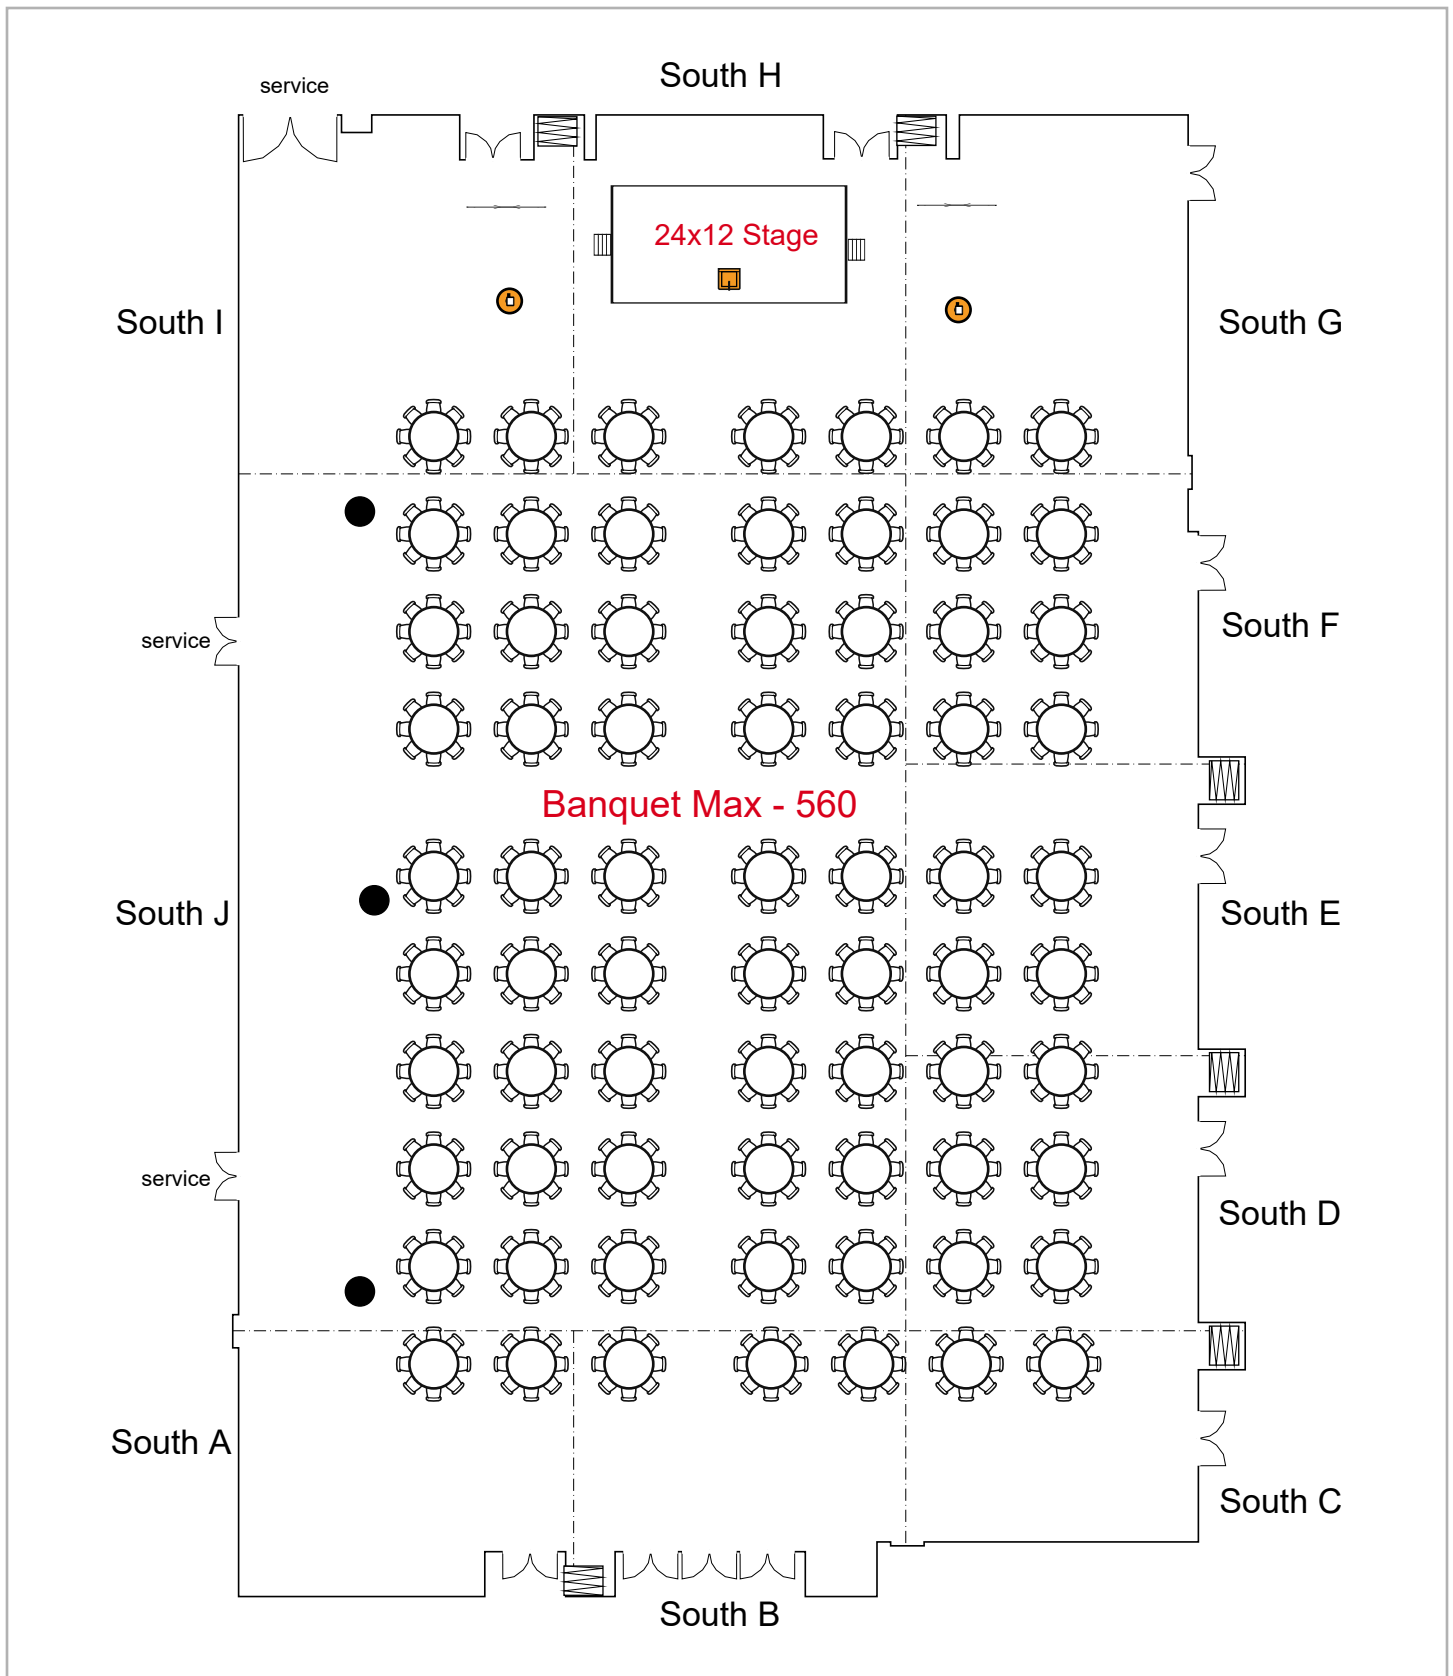 South H
service
24x12 Stage
South I
South G
South F
service
Banquet Max - 560
South J
South E
service
South D
South A
South C
South B